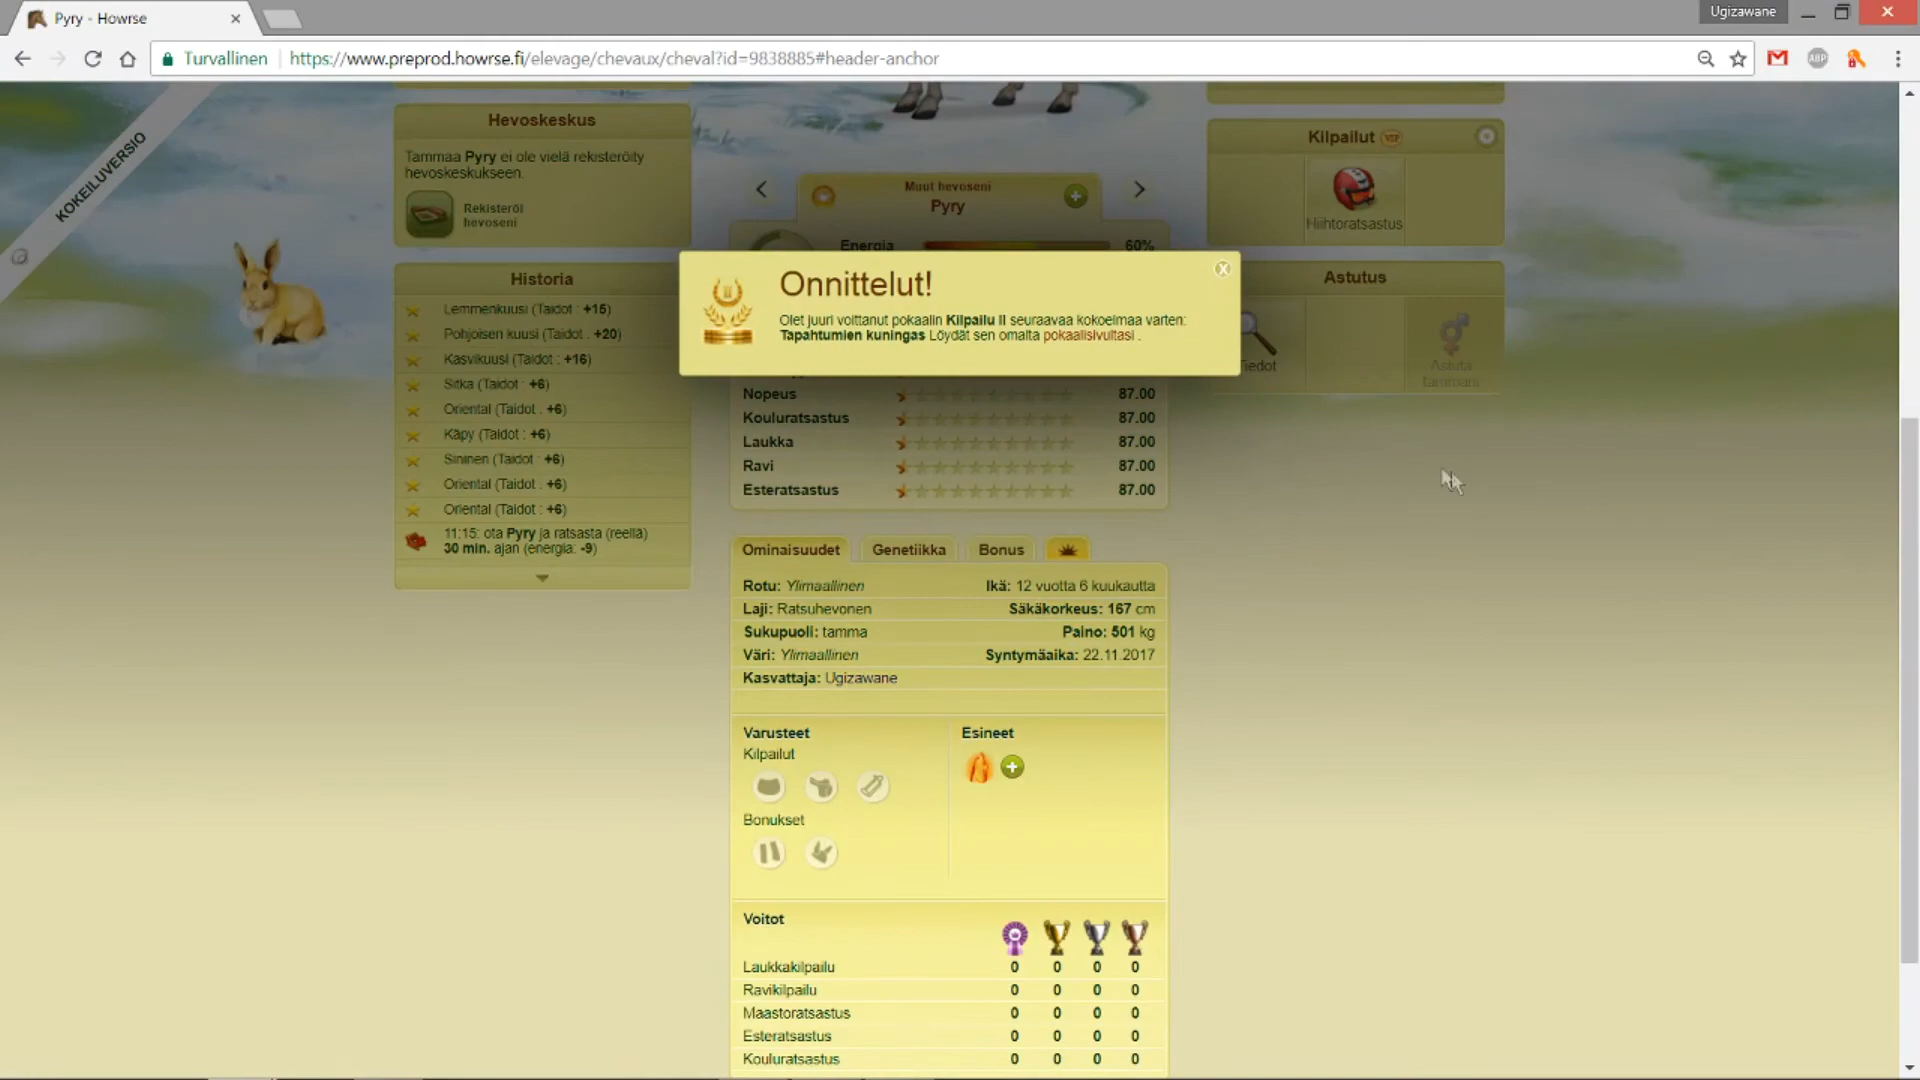 Pyry - Howrse
Ugizawane
Turvallinen
https://www.preprod.howrse.fi/elevage/chevaux/cheval?id=9838885#header-anchor
ABP
KOKEILUVERSIO
Hevoskeskus
Tammaa Pyry ei ole vielä rekisteröity
hevoskeskukseen.
Rekisteröi
hevoseni
Historia
Lemmenkuusi (Taidot : +15)
Pohjoisen kuusi (Taidot : +20)
Kasvikuusi (Taidot : +16)
Sitka (Taidot : +6)
Oriental (Taidot : +6)
Käpy (Taidot : +6)
Sininen (Taidot : +6)
Oriental (Taidot : +6)
Oriental (Taidot : +6)
11:15: ota Pyry ja ratsasta (reellä)
30 min. ajan (energia: -9)
Muut hevoseni
Pyry
Energia 60%
Onnittelut!
Olet juuri voittanut pokaalin Kilpailu II seuraavaa kokoelmaa varten:
Tapahtumien kuningas Löydät sen omalta pokaalisivultasi .
Nopeus 87.00
Kouluratsastus 87.00
Laukka 87.00
Ravi 87.00
Esteratsastus 87.00
Ominaisuudet
Genetiikka
Bonus
Rotu: Ylimaallinen
Ikä: 12 vuotta 6 kuukautta
Laji: Ratsuhevonen
Säkäkorkeus: 167 cm
Sukupuoli: tamma
Paino: 501 kg
Väri: Ylimaallinen
Syntymäaika: 22.11.2017
Kasvattaja: Ugizawane
Varusteet
Kilpailut
Bonukset
Esineet
Voitot
Laukkakilpailu 0 0 0 0
Ravikilpailu 0 0 0 0
Maastoratsastus 0 0 0 0
Esteratsastus 0 0 0 0
Kouluratsastus 0 0 0 0
Kilpailut VIP
Hiihtoratsastus
Astutus
Tiedot
Astuta
tammani